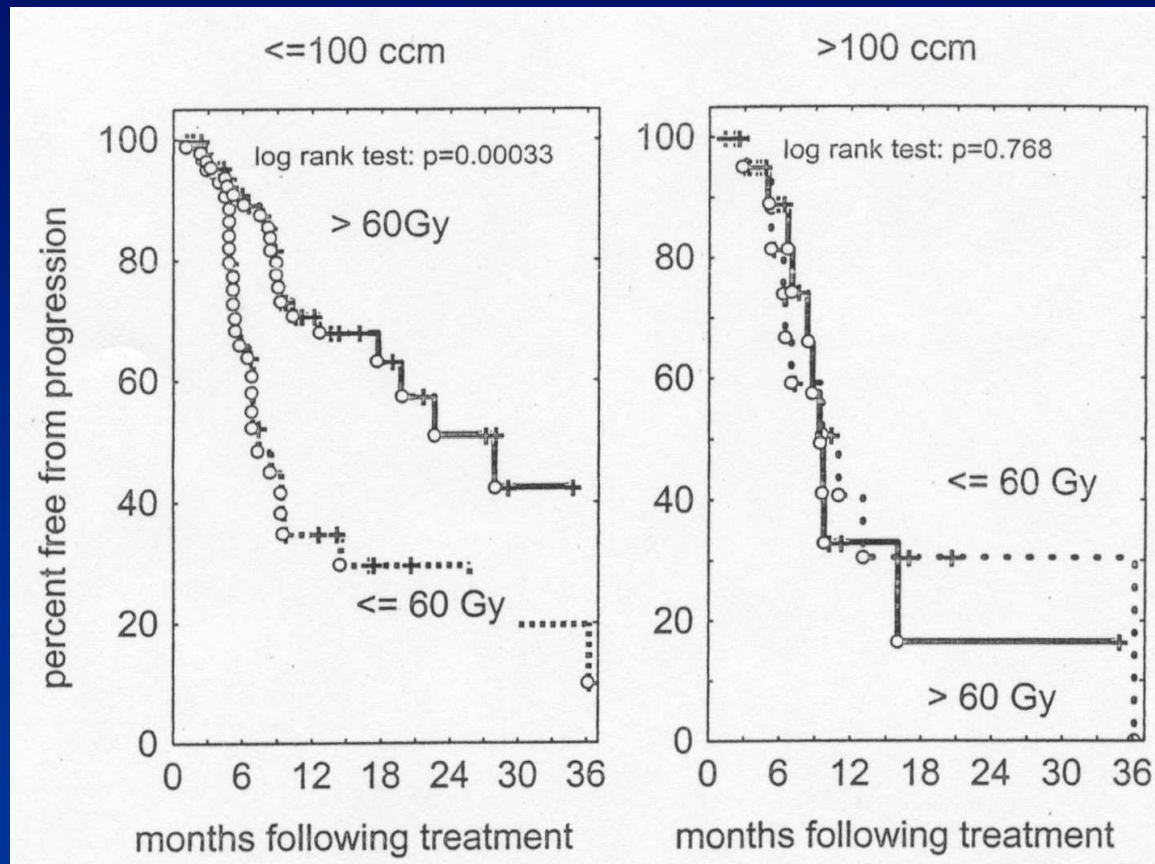 <=100 ccm
>100 ccm
percent free from progression
100
80
60
40
20
0
log rank test: p=0.00033
> 60Gy
<= 60 Gy
0 6 12 18 24 30 36
months following treatment
100
80
60
40
20
0
log rank test: p=0.768
<= 60 Gy
> 60 Gy
0 6 12 18 24 30 36
months following treatment